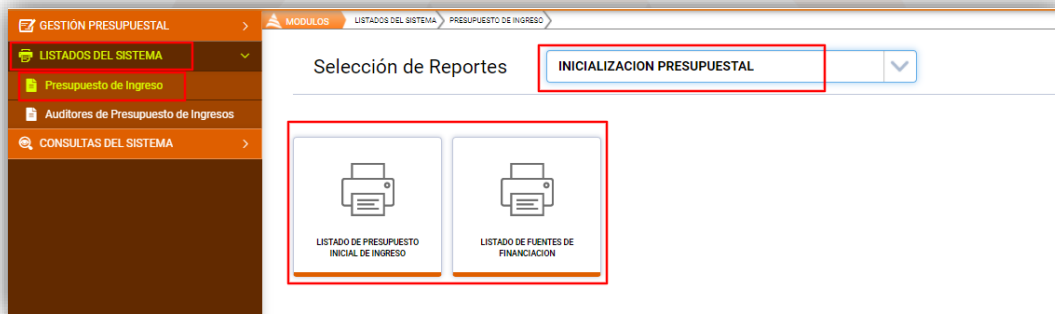 GESTIÓN PRESUPUESTAL
LISTADOS DEL SISTEMA
Presupuesto de Ingreso
Auditores de Presupuesto de Ingresos
CONSULTAS DEL SISTEMA
MODULOS LISTADOS DEL SISTEMA PRESUPUESTO DE INGRESO
Selección de Reportes INICIALIZACION PRESUPUESTAL
LISTADO DE PRESUPUESTO
INICIAL DE INGRESO
LISTADO DE FUENTES DE
FINANCIACION